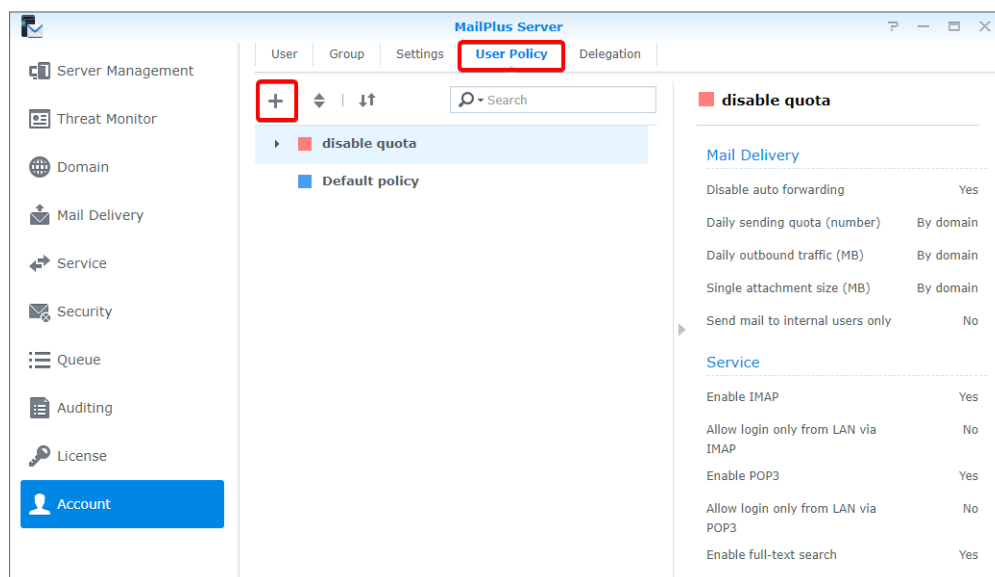 MailPlus Server
Server Management
Threat Monitor
Domain
Mail Delivery
Service
Security
Queue
Auditing
License
Account
User Group Settings User Policy Delegation
Search
disable quota
Default policy
disable quota
Mail Delivery
Disable auto forwarding Yes
Daily sending quota (number) By domain
Daily outbound traffic (MB) By domain
Single attachment size (MB) By domain
Send mail to internal users only No
Service
Enable IMAP Yes
Allow login only from LAN via No
IMAP
Enable POP3 Yes
Allow login only from LAN via No
POP3
Enable full-text search Yes